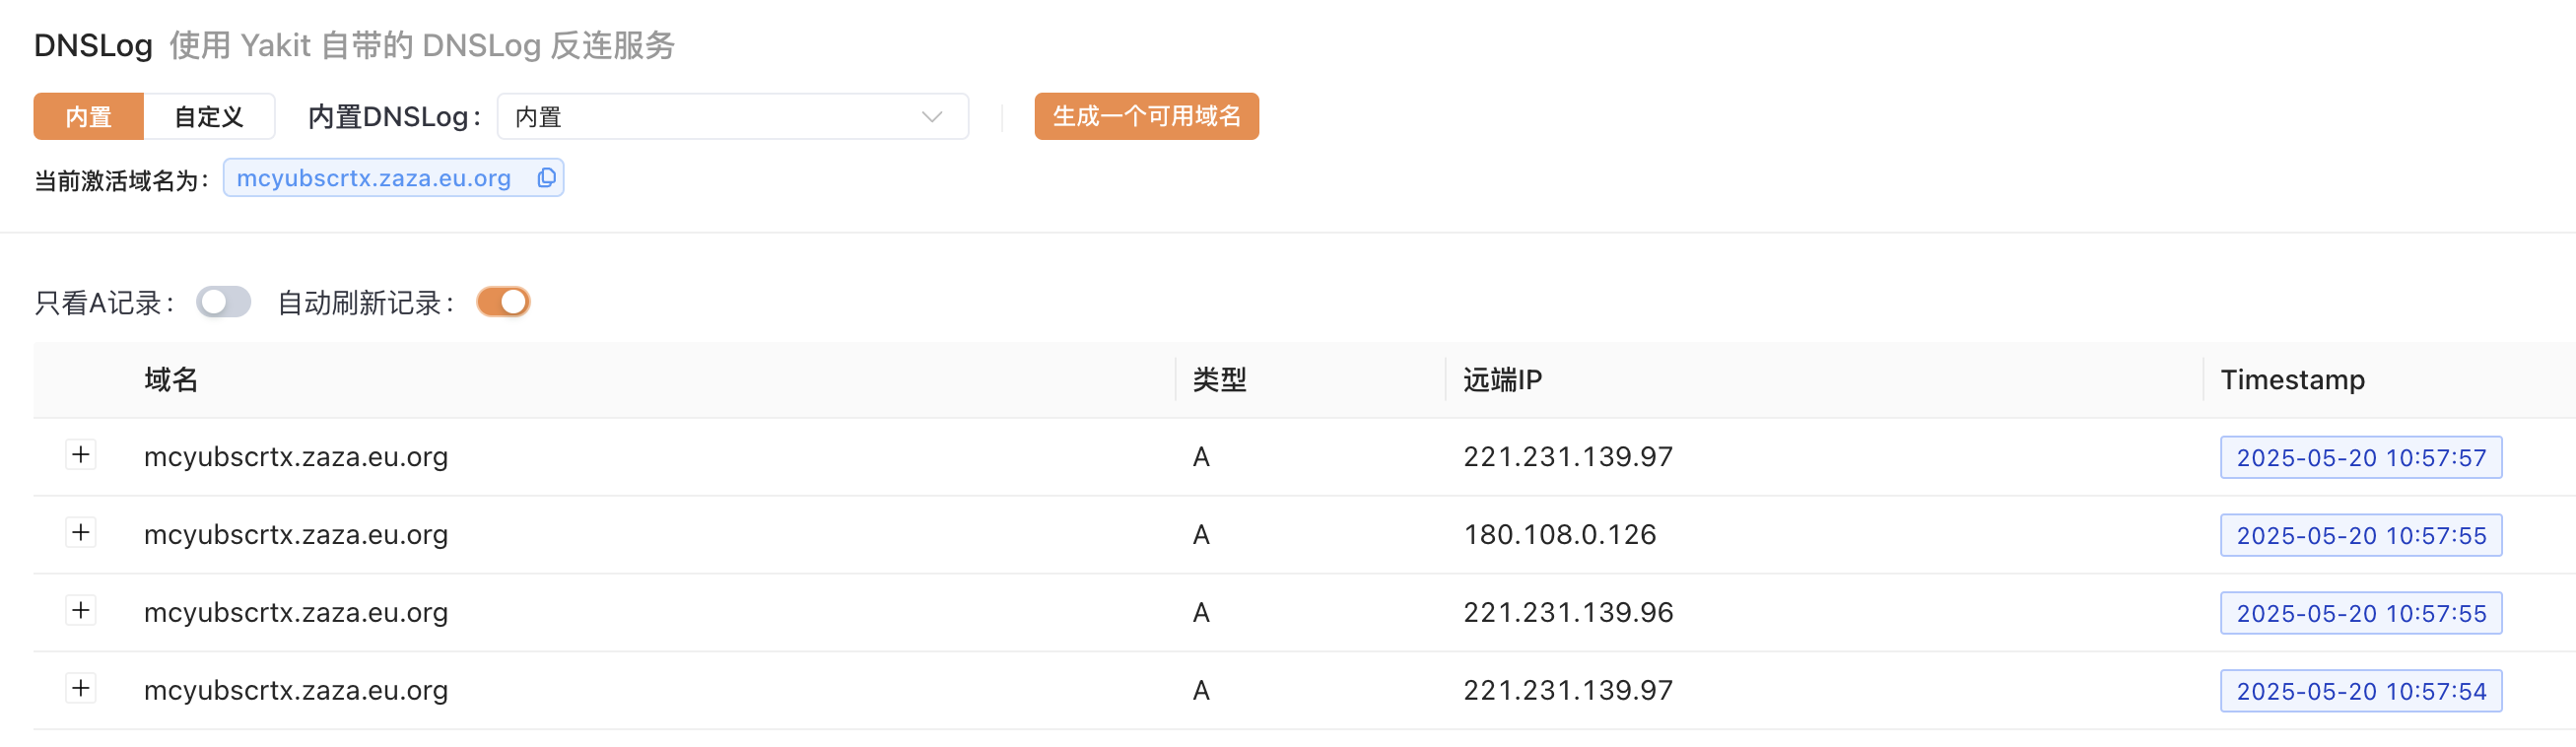 DNSLog 使用 Yakit 自带的 DNSLog 反连服务
内置 自定义 内置DNSLog： 内置 生成一个可用域名
当前激活域名为： mcyubscrtx.zaza.eu.org
只看A记录： 自动刷新记录：
域名 类型 远端IP Timestamp
mcyubscrtx.zaza.eu.org A 221.231.139.97 2025-05-20 10:57:57
mcyubscrtx.zaza.eu.org A 180.108.0.126 2025-05-20 10:57:55
mcyubscrtx.zaza.eu.org A 221.231.139.96 2025-05-20 10:57:55
mcyubscrtx.zaza.eu.org A 221.231.139.97 2025-05-20 10:57:54